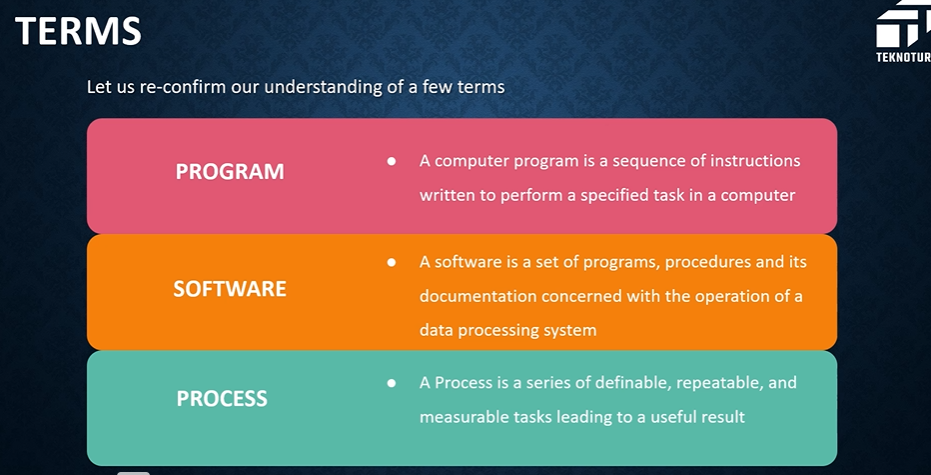 TERMS
TEKNOTUR
Let us re-confirm our understanding of a few terms
PROGRAM
● A computer program is a sequence of instructions
written to perform a specified task in a computer
SOFTWARE
● A software is a set of programs, procedures and its
documentation concerned with the operation of a
data processing system
PROCESS
● A Process is a series of definable, repeatable, and
measurable tasks leading to a useful result